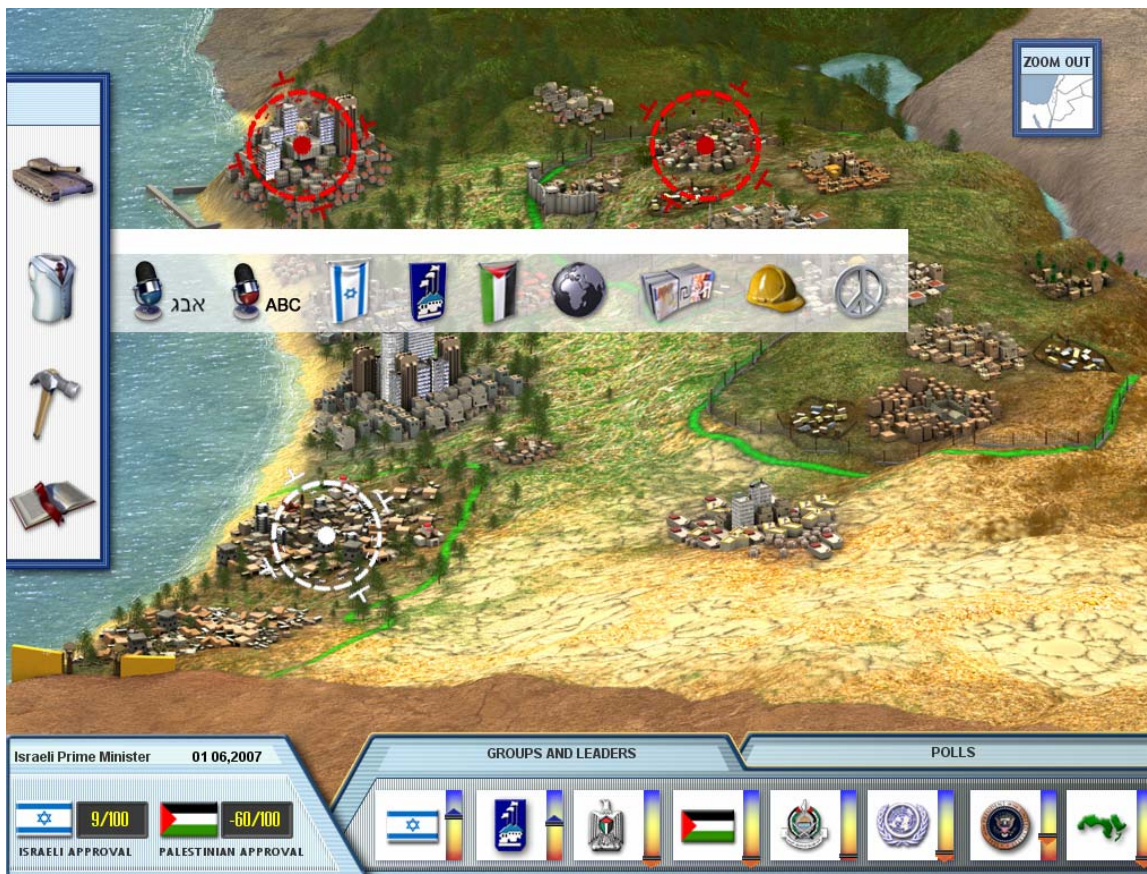 ZOOM OUT
אבג
ABC
Israeli Prime Minister 01 06,2007
GROUPS AND LEADERS
POLLS
9/100
-60/100
ISRAELI APPROVAL
PALESTINIAN APPROVAL